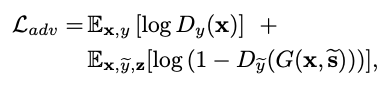 ℒ_adv = 𝔼_{x,y} [log D_y(x)] +
𝔼_{x,ỹ,z}[log (1 − D_ỹ(G(x, s̃)))],